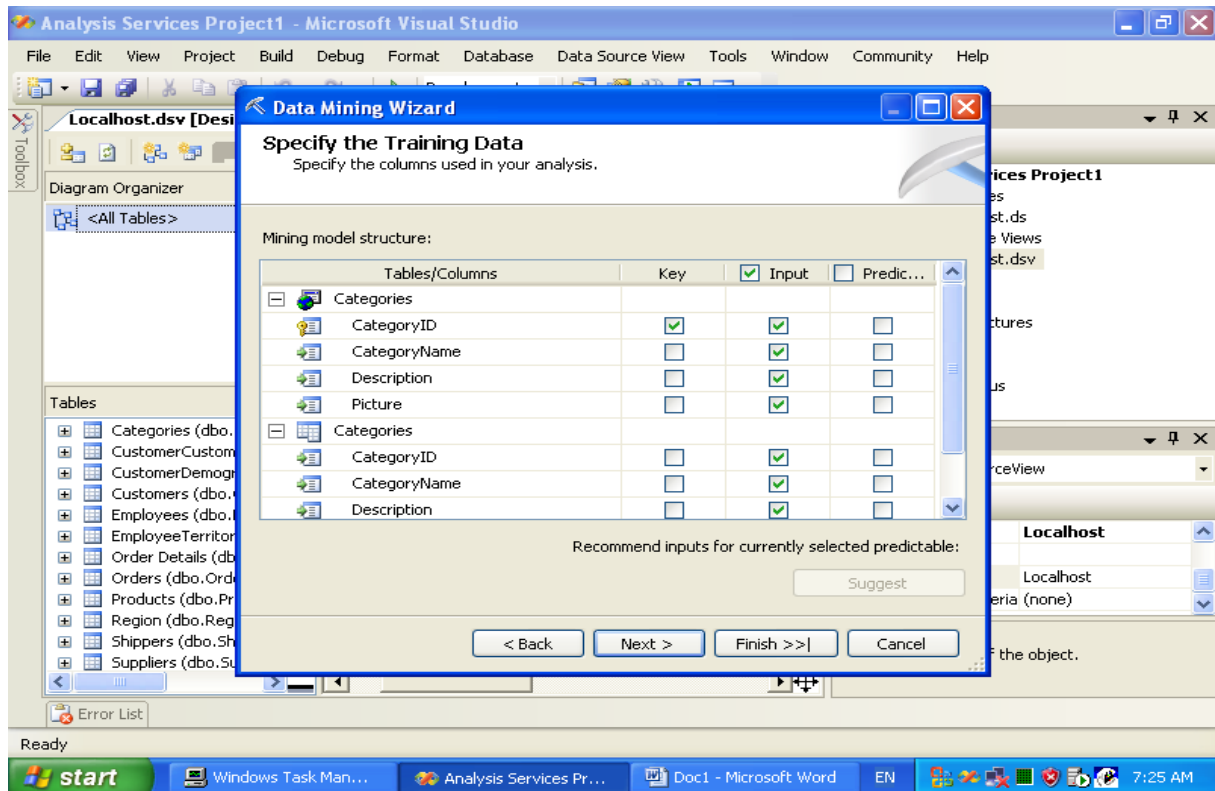 Analysis Services Project1 - Microsoft Visual Studio
File Edit View Project Build Debug Format Database Data Source View Tools Window Community Help
Data Mining Wizard
Localhost.dsv [Desi
Toolbox
Specify the Training Data
Specify the columns used in your analysis.
Diagram Organizer
<All Tables>
ices Project1
es
st.ds
e Views
st.dsv
tures
us
Mining model structure:
Tables/Columns Key Input Predic...
Categories
CategoryID
CategoryName
Description
Picture
Categories
CategoryID
CategoryName
Description
Recommend inputs for currently selected predictable:
Suggest
< Back Next > Finish >>| Cancel
Tables
Categories (dbo.
CustomerCustom
CustomerDemogr
Customers (dbo.
Employees (dbo.
EmployeeTerritor
Order Details (db
Orders (dbo.Orde
Products (dbo.Pr
Region (dbo.Reg
Shippers (dbo.Sh
Suppliers (dbo.Su
rceView
Localhost
Localhost
eria (none)
f the object.
Error List
Ready
start Windows Task Man... Analysis Services Pr... Doc1 - Microsoft Word EN 7:25 AM